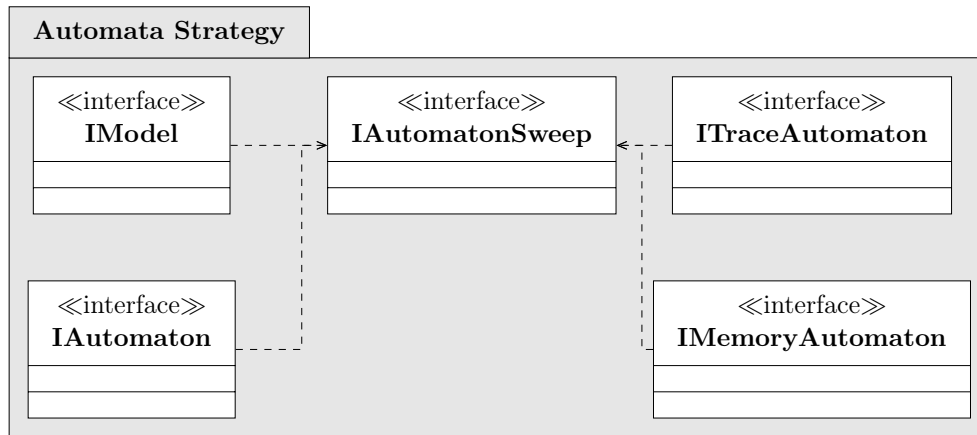 Automata Strategy
≪interface≫
IModel
≪interface≫
IAutomatonSweep
≪interface≫
ITraceAutomaton
≪interface≫
IAutomaton
≪interface≫
IMemoryAutomaton